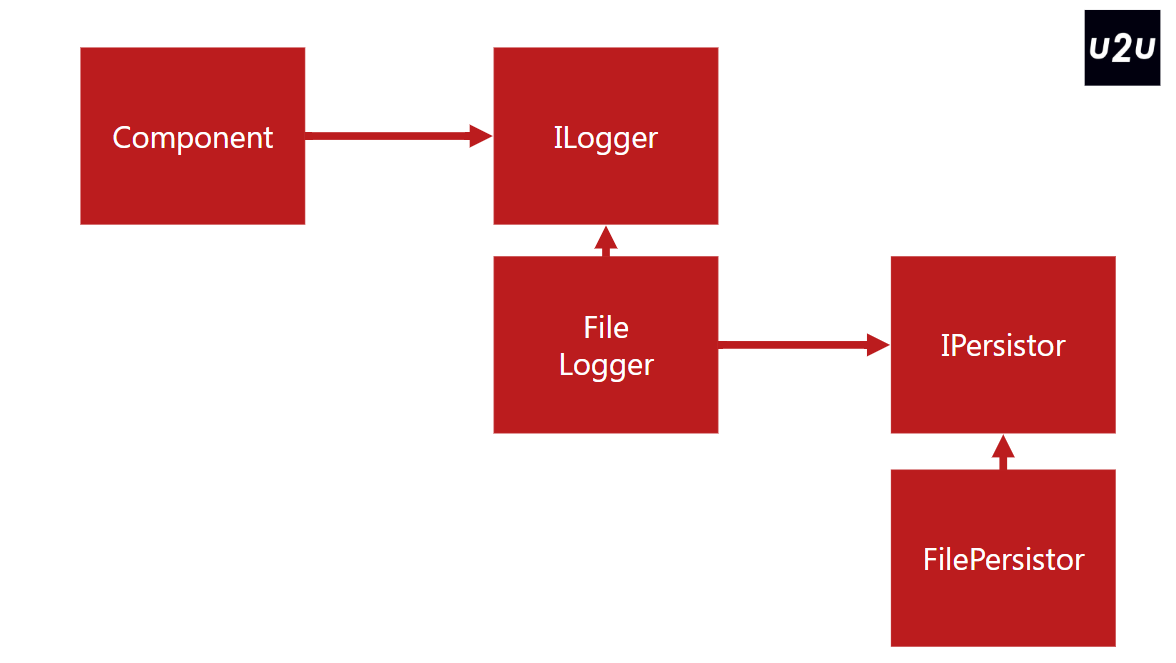 u2u
Component
ILogger
File
Logger
IPersistor
FilePersistor